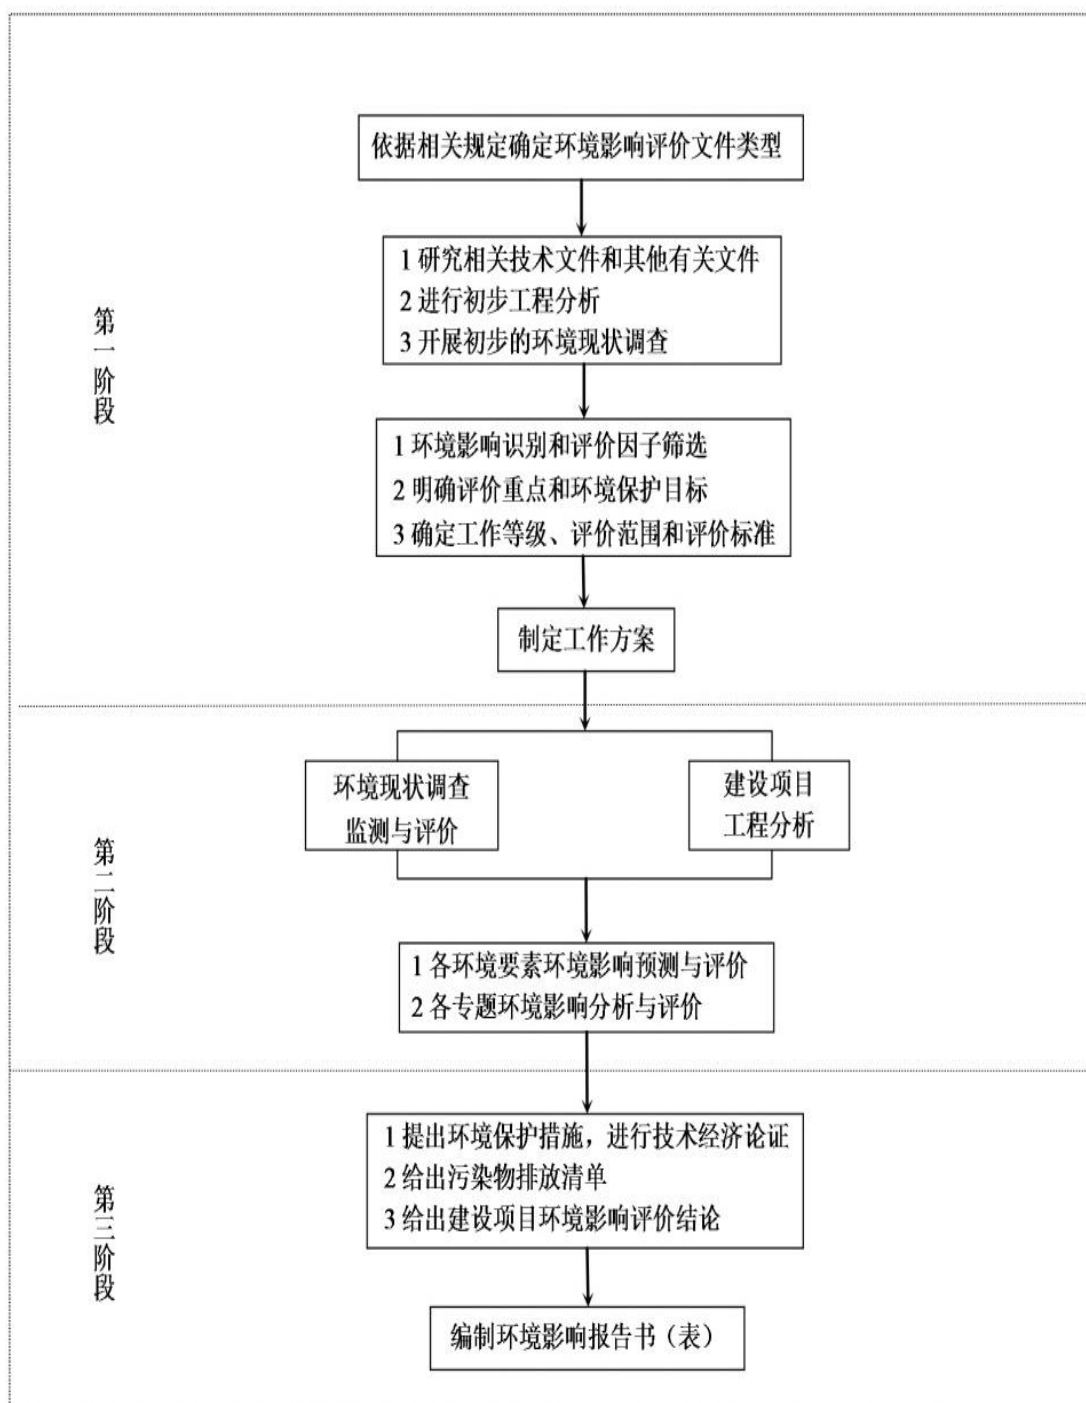 依据相关规定确定环境影响评价文件类型
1 研究相关技术文件和其他有关文件
2 进行初步工程分析
3 开展初步的环境现状调查
第一阶段
1 环境影响识别和评价因子筛选
2 明确评价重点和环境保护目标
3 确定工作等级、评价范围和评价标准
制定工作方案
环境现状调查
监测与评价
建设项目
工程分析
第二阶段
1 各环境要素环境影响预测与评价
2 各专题环境影响分析与评价
1 提出环境保护措施，进行技术经济论证
2 给出污染物排放清单
3 给出建设项目环境影响评价结论
第三阶段
编制环境影响报告书（表）